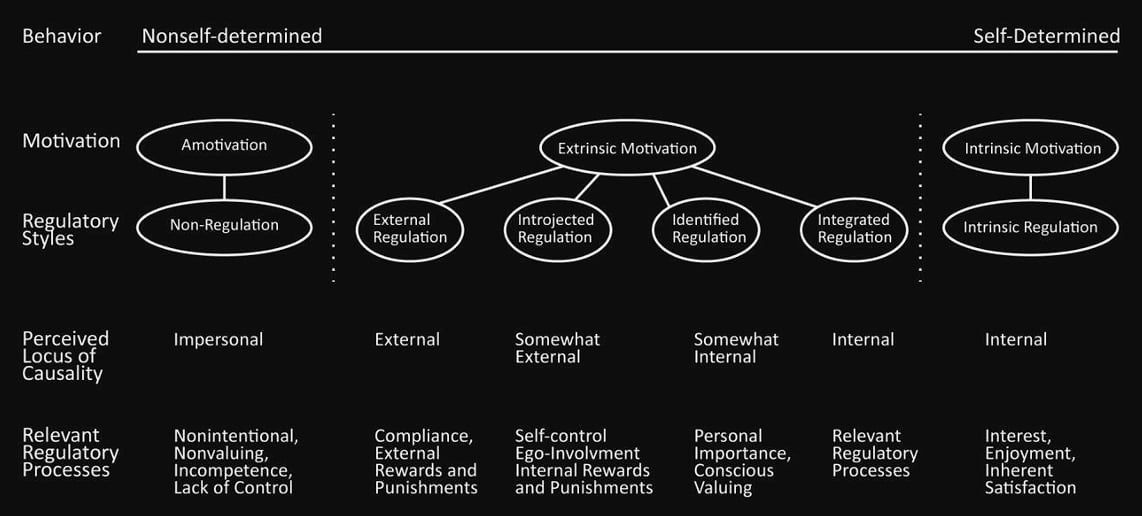 Behavior
Nonself-determined
Self-Determined
Motivation
Amotivation
Extrinsic Motivation
Intrinsic Motivation
Regulatory
Styles
Non-Regulation
External
Regulation
Introjected
Regulation
Identified
Regulation
Integrated
Regulation
Intrinsic Regulation
Perceived
Locus of
Causality
Impersonal
External
Somewhat
External
Somewhat
Internal
Internal
Internal
Relevant
Regulatory
Processes
Nonintentional,
Nonvaluing,
Incompetence,
Lack of Control
Compliance,
External
Rewards and
Punishments
Self-control
Ego-Involvment
Internal Rewards
and Punishments
Personal
Importance,
Conscious
Valuing
Relevant
Regulatory
Processes
Interest,
Enjoyment,
Inherent
Satisfaction